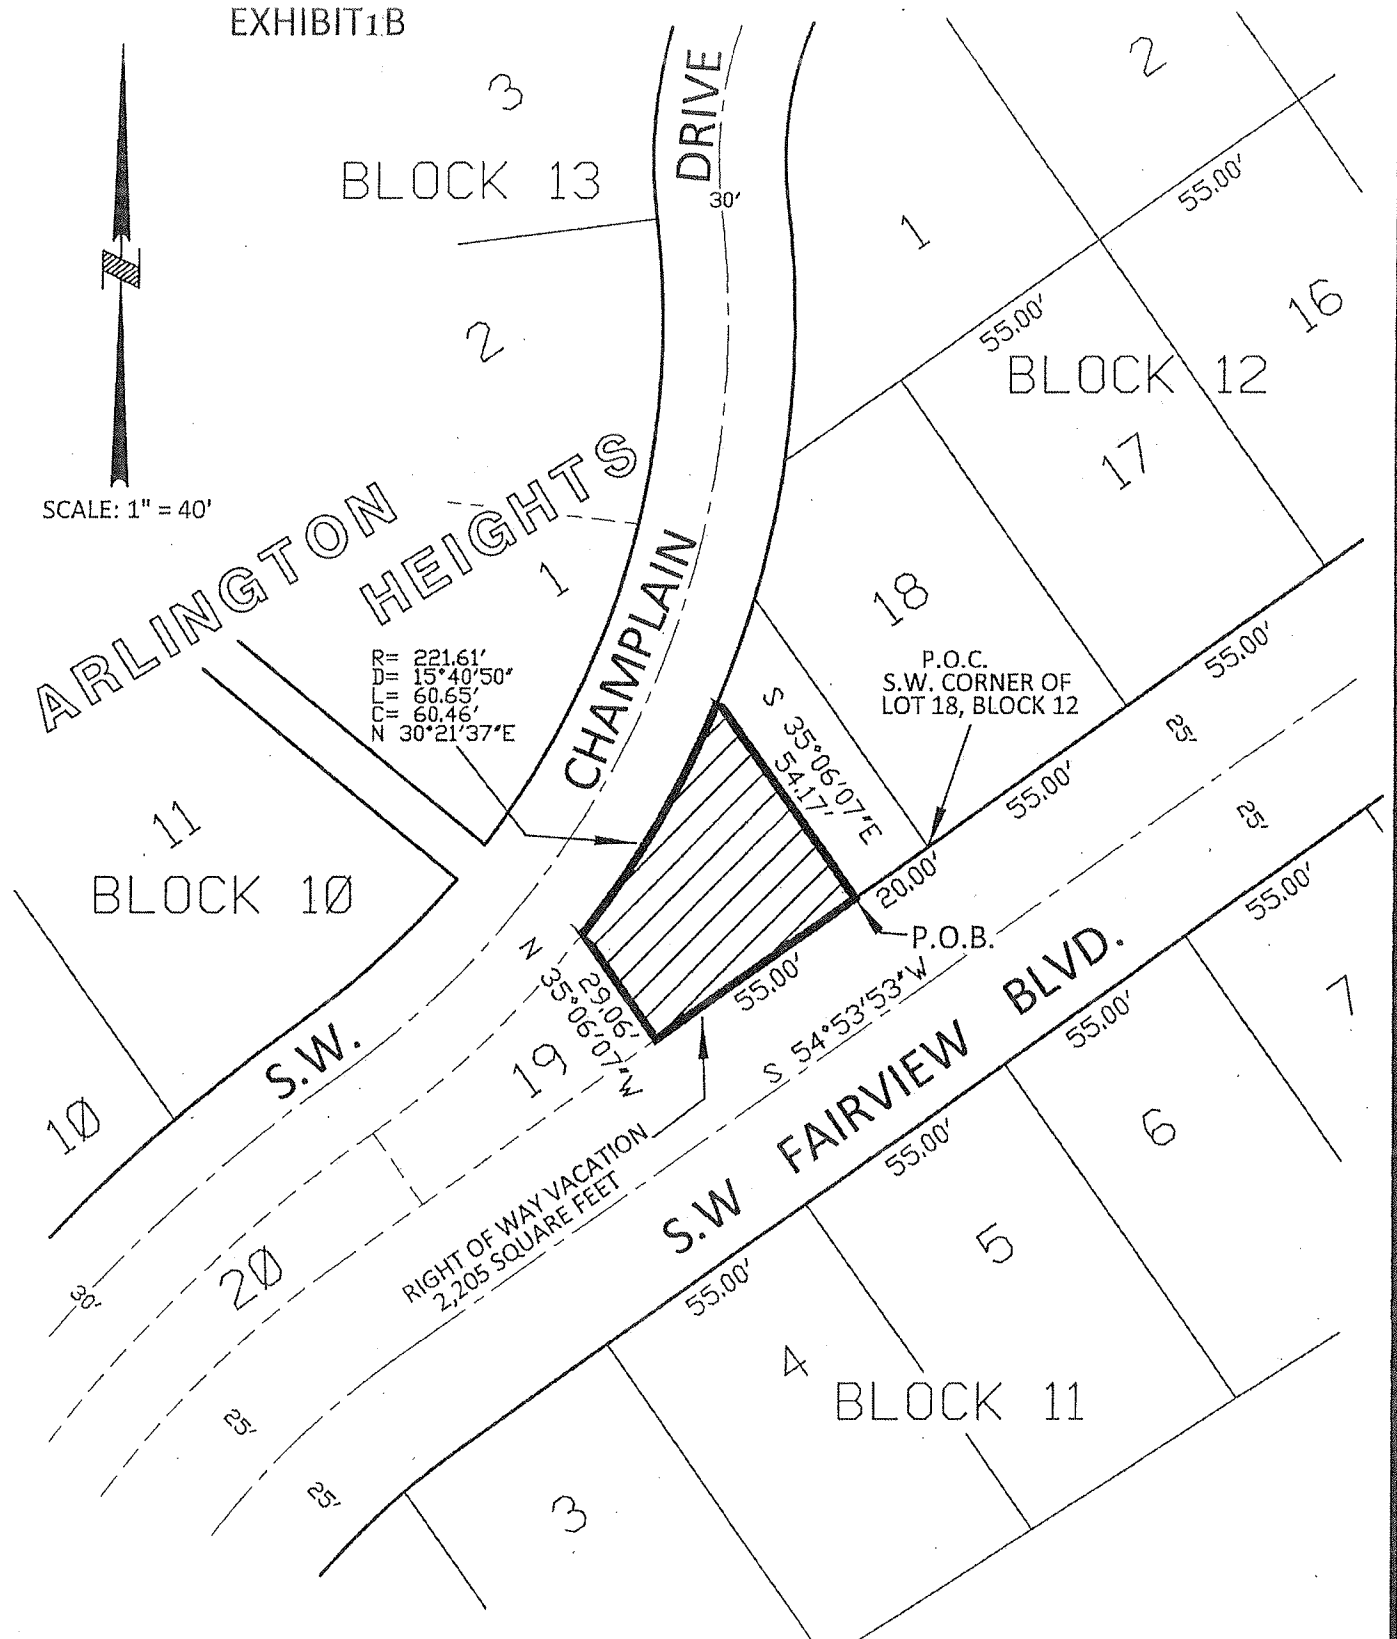 EXHIBIT1B
3
DRIVE
2
BLOCK 13
30'
55.00'
1
2
55.00'
16
BLOCK 12
17
SCALE: 1" = 40'
ARLINGTON
HEIGHTS
1
CHAMPLAIN
18
R= 221.61'
D= 15°40'50"
L= 60.65'
C= 60.46'
N 30°21'37"E
P.O.C.
S.W. CORNER OF
LOT 18, BLOCK 12
55.00'
25'
S 35°06'07"E
54.17'
55.00'
25'
11
BLOCK 10
20.00'
55.00'
P.O.B.
N 35°06'07"W
29.06'
55.00'
S 54°53'53"W
S.W.
19
10
S.W FAIRVIEW BLVD.
55.00'
7
6
RIGHT OF WAY VACATION
2,205 SQUARE FEET
55.00'
5
20
30'
55.00'
4
BLOCK 11
25'
25'
3